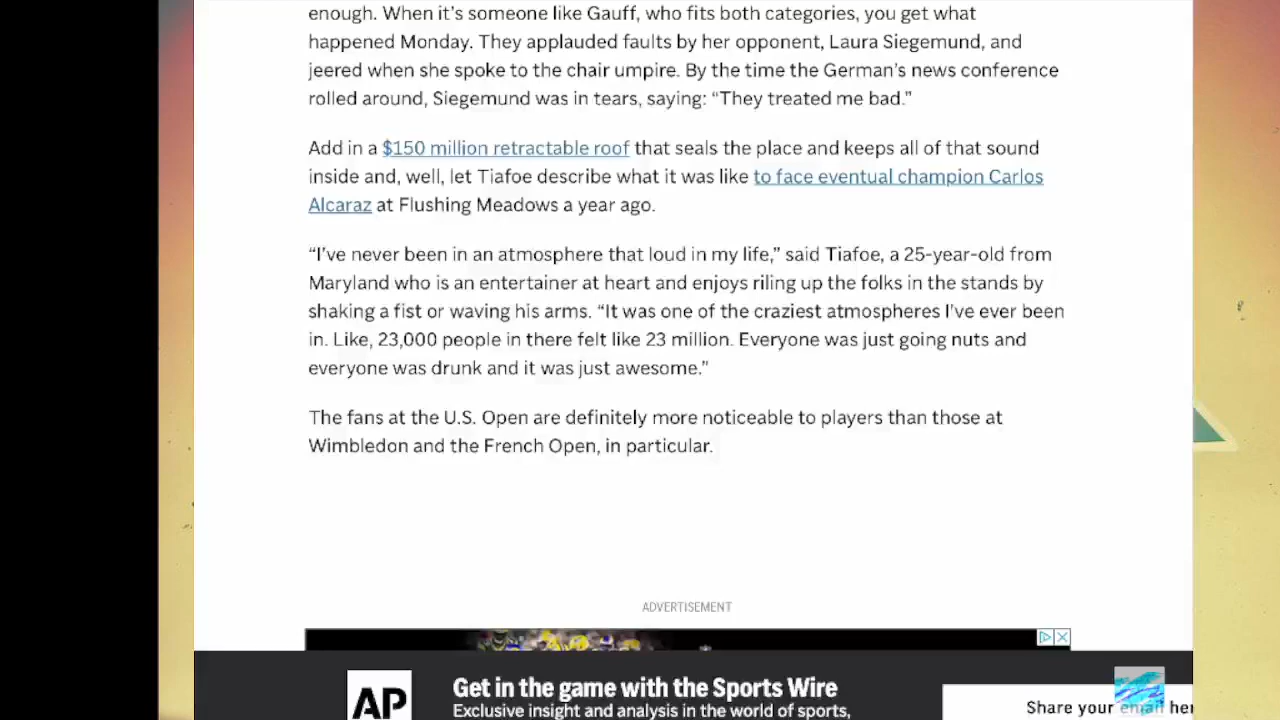 enough. When it’s someone like Gauff, who fits both categories, you get what
happened Monday. They applauded faults by her opponent, Laura Siegemund, and
jeered when she spoke to the chair umpire. By the time the German’s news conference
rolled around, Siegemund was in tears, saying: “They treated me bad.”
Add in a $150 million retractable roof that seals the place and keeps all of that sound
inside and, well, let Tiafoe describe what it was like to face eventual champion Carlos
Alcaraz at Flushing Meadows a year ago.
“I’ve never been in an atmosphere that loud in my life,” said Tiafoe, a 25-year-old from
Maryland who is an entertainer at heart and enjoys riling up the folks in the stands by
shaking a fist or waving his arms. “It was one of the craziest atmospheres I’ve ever been
in. Like, 23,000 people in there felt like 23 million. Everyone was just going nuts and
everyone was drunk and it was just awesome.”
The fans at the U.S. Open are definitely more noticeable to players than those at
Wimbledon and the French Open, in particular.
ADVERTISEMENT
AP
Get in the game with the Sports Wire
Exclusive insight and analysis in the world of sports,
Share your email her